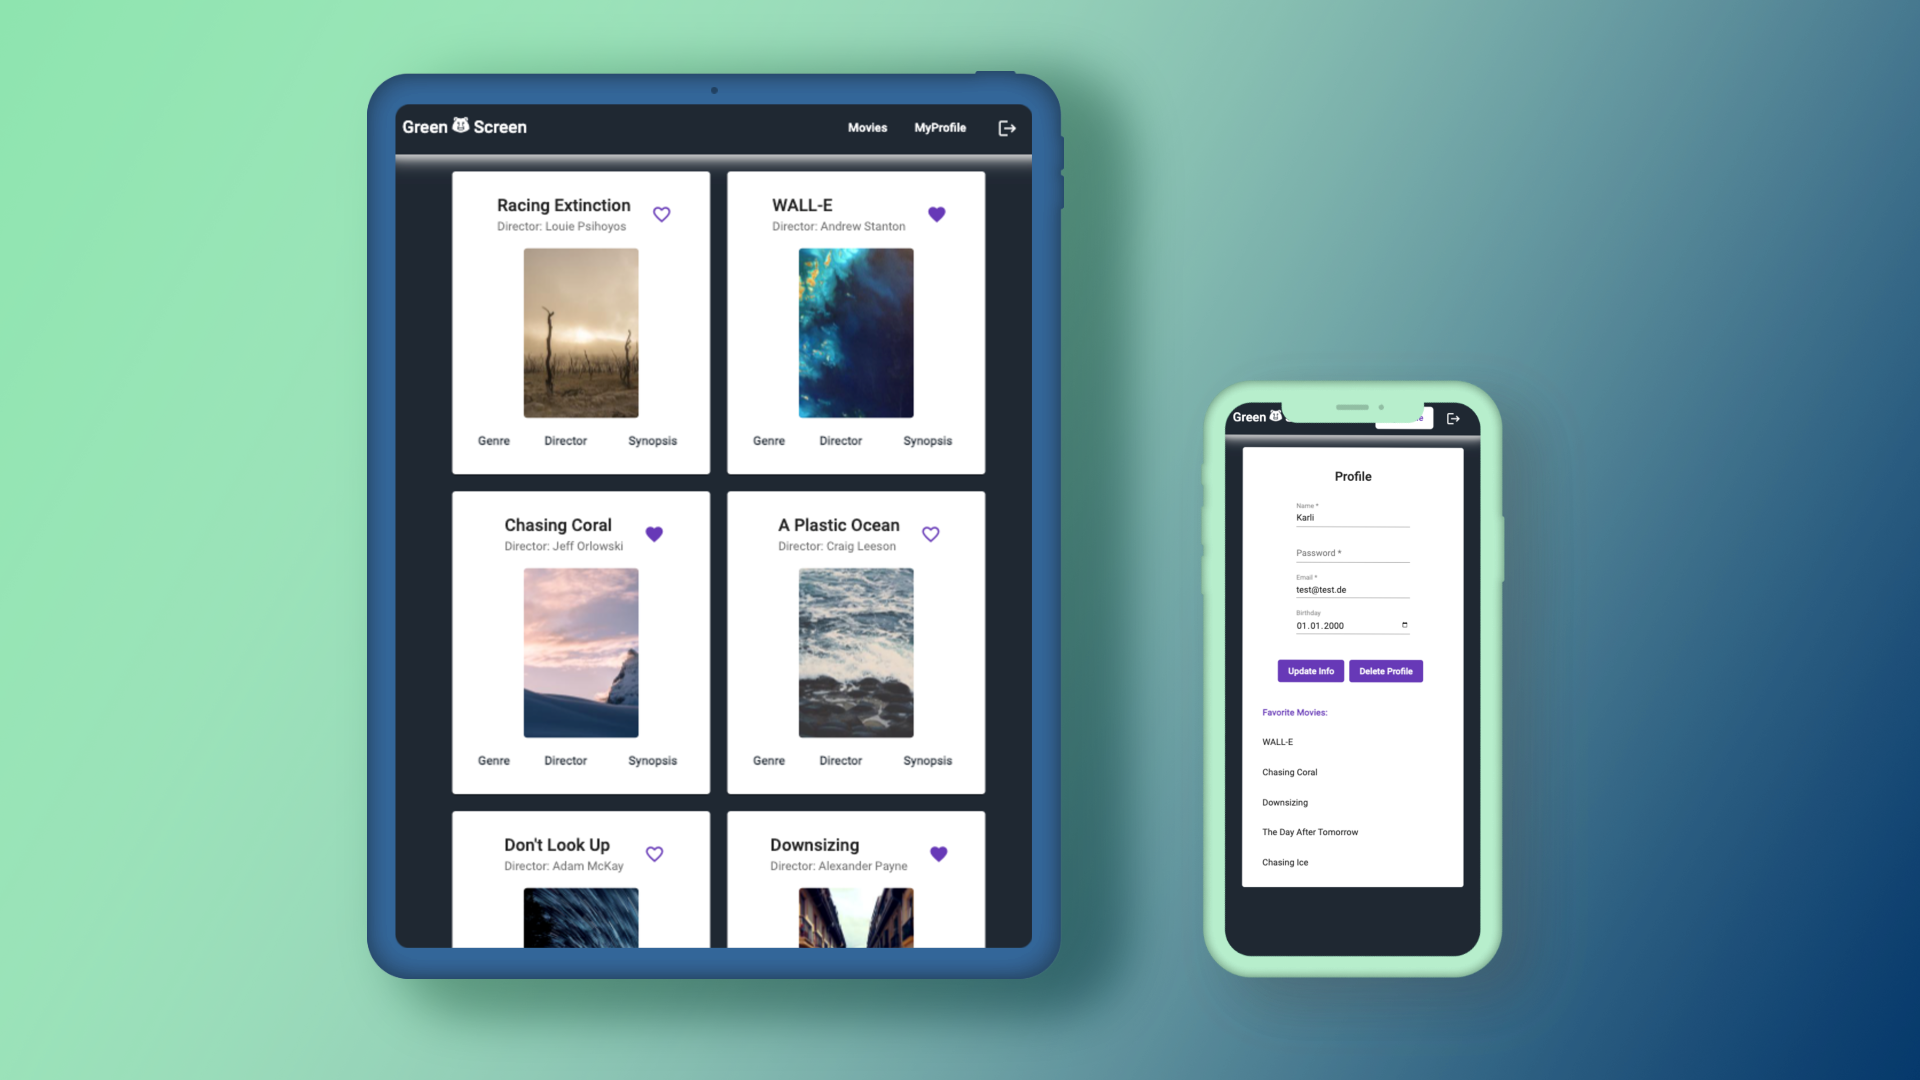 Green Screen
Movies MyProfile
Racing Extinction
Director: Louie Psihoyos
Genre Director Synopsis
WALL-E
Director: Andrew Stanton
Genre Director Synopsis
Chasing Coral
Director: Jeff Orlowski
Genre Director Synopsis
A Plastic Ocean
Director: Craig Leeson
Genre Director Synopsis
Don't Look Up
Director: Adam McKay
Downsizing
Director: Alexander Payne
Green
Profile
Name *
Karli
Password *
Email *
test@test.de
Birthday
01.01.2000
Update Info Delete Profile
Favorite Movies:
WALL-E
Chasing Coral
Downsizing
The Day After Tomorrow
Chasing Ice